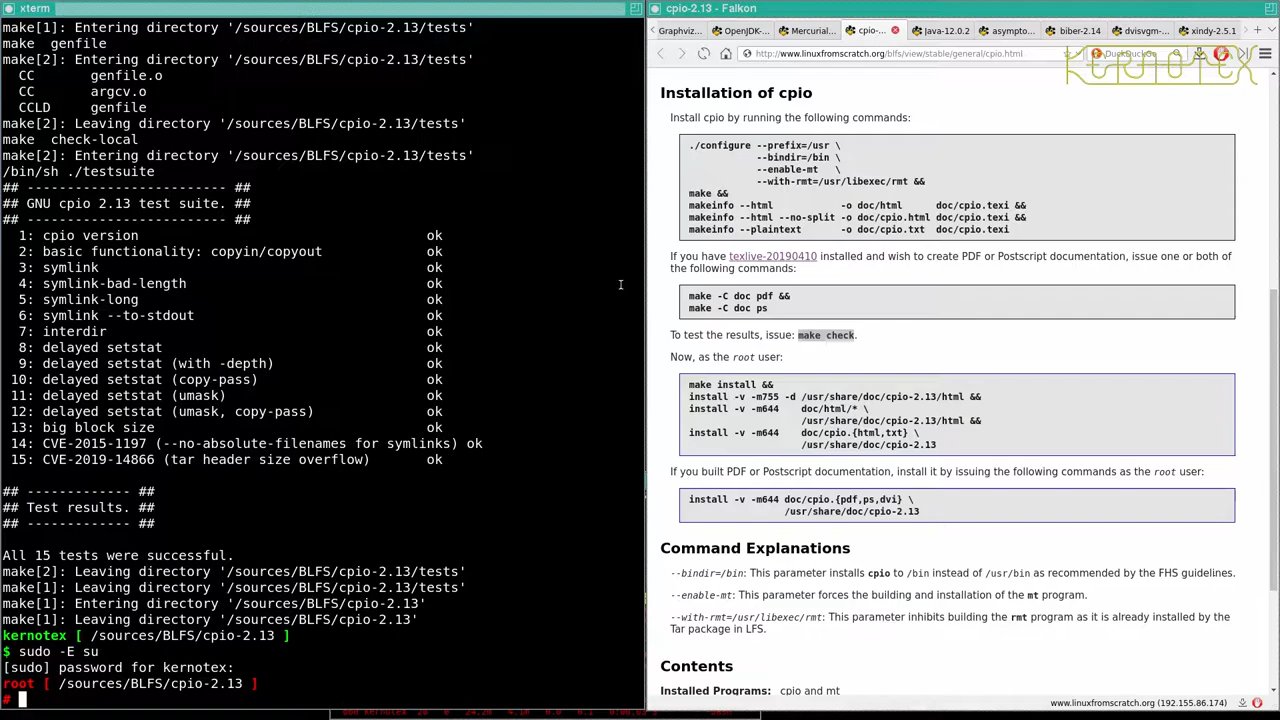 xterm
make[1]: Entering directory '/sources/BLFS/cpio-2.13/tests'
make  genfile
make[2]: Entering directory '/sources/BLFS/cpio-2.13/tests'
  CC       genfile.o
  CC       argcv.o
  CCLD     genfile
make[2]: Leaving directory '/sources/BLFS/cpio-2.13/tests'
make  check-local
make[2]: Entering directory '/sources/BLFS/cpio-2.13/tests'
/bin/sh ./testsuite
## ------------------------ ##
## GNU cpio 2.13 test suite. ##
## ------------------------ ##
  1: cpio version                                    ok
  2: basic functionality: copyin/copyout             ok
  3: symlink                                         ok
  4: symlink-bad-length                              ok
  5: symlink-long                                    ok
  6: symlink --to-stdout                             ok
  7: interdir                                        ok
  8: delayed setstat                                 ok
  9: delayed setstat (with -depth)                   ok
 10: delayed setstat (copy-pass)                     ok
 11: delayed setstat (umask)                         ok
 12: delayed setstat (umask, copy-pass)              ok
 13: big block size                                  ok
 14: CVE-2015-1197 (--no-absolute-filenames for symlinks) ok
 15: CVE-2019-14866 (tar header size overflow)       ok
## ------------- ##
## Test results. ##
## ------------- ##
All 15 tests were successful.
make[2]: Leaving directory '/sources/BLFS/cpio-2.13/tests'
make[1]: Leaving directory '/sources/BLFS/cpio-2.13/tests'
make[1]: Entering directory '/sources/BLFS/cpio-2.13'
make[1]: Leaving directory '/sources/BLFS/cpio-2.13'
kernotex [ /sources/BLFS/cpio-2.13 ]
$ sudo -E su
[sudo] password for kernotex:
root [ /sources/BLFS/cpio-2.13 ]
#
cpio-2.13 - Falkon
Graphviz... OpenJDK-... Mercurial... cpio-... Java-12.0.2 asympto... biber-2.14 dvisvgm-... xindy-2.5.1
http://www.linuxfromscratch.org/blfs/view/stable/general/cpio.html DuckDuckGo
KERNOTEX
Installation of cpio
Install cpio by running the following commands:
./configure --prefix=/usr \
            --bindir=/bin \
            --enable-mt   \
            --with-rmt=/usr/libexec/rmt &&
make &&
makeinfo --html            -o doc/html      doc/cpio.texi &&
makeinfo --html --no-split -o doc/cpio.html doc/cpio.texi &&
makeinfo --plaintext       -o doc/cpio.txt  doc/cpio.texi
If you have texlive-20190410 installed and wish to create PDF or Postscript documentation, issue one or both of
the following commands:
make -C doc pdf &&
make -C doc ps
To test the results, issue: make check.
Now, as the root user:
make install &&
install -v -m755 -d /usr/share/doc/cpio-2.13/html &&
install -v -m644    doc/html/* \
                    /usr/share/doc/cpio-2.13/html &&
install -v -m644    doc/cpio.{html,txt} \
                    /usr/share/doc/cpio-2.13
If you built PDF or Postscript documentation, install it by issuing the following commands as the root user:
install -v -m644 doc/cpio.{pdf,ps,dvi} \
                 /usr/share/doc/cpio-2.13
Command Explanations
--bindir=/bin: This parameter installs cpio to /bin instead of /usr/bin as recommended by the FHS guidelines.
--enable-mt: This parameter forces the building and installation of the mt program.
--with-rmt=/usr/libexec/rmt: This parameter inhibits building the rmt program as it is already installed by the
Tar package in LFS.
Contents
Installed Programs: cpio and mt
www.linuxfromscratch.org (192.155.86.174)